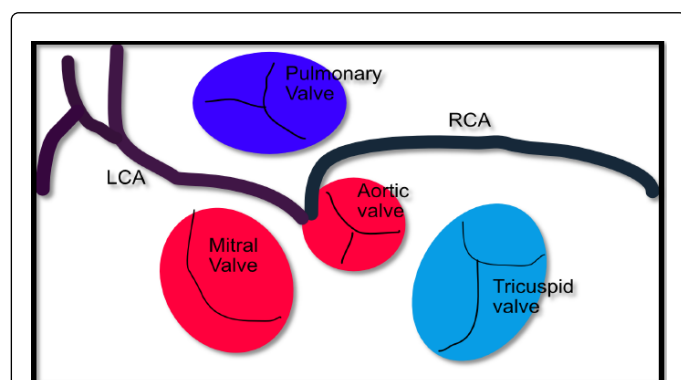 Pulmonary
Valve
RCA
LCA
Aortic
valve
Mitral
Valve
Tricuspid
valve